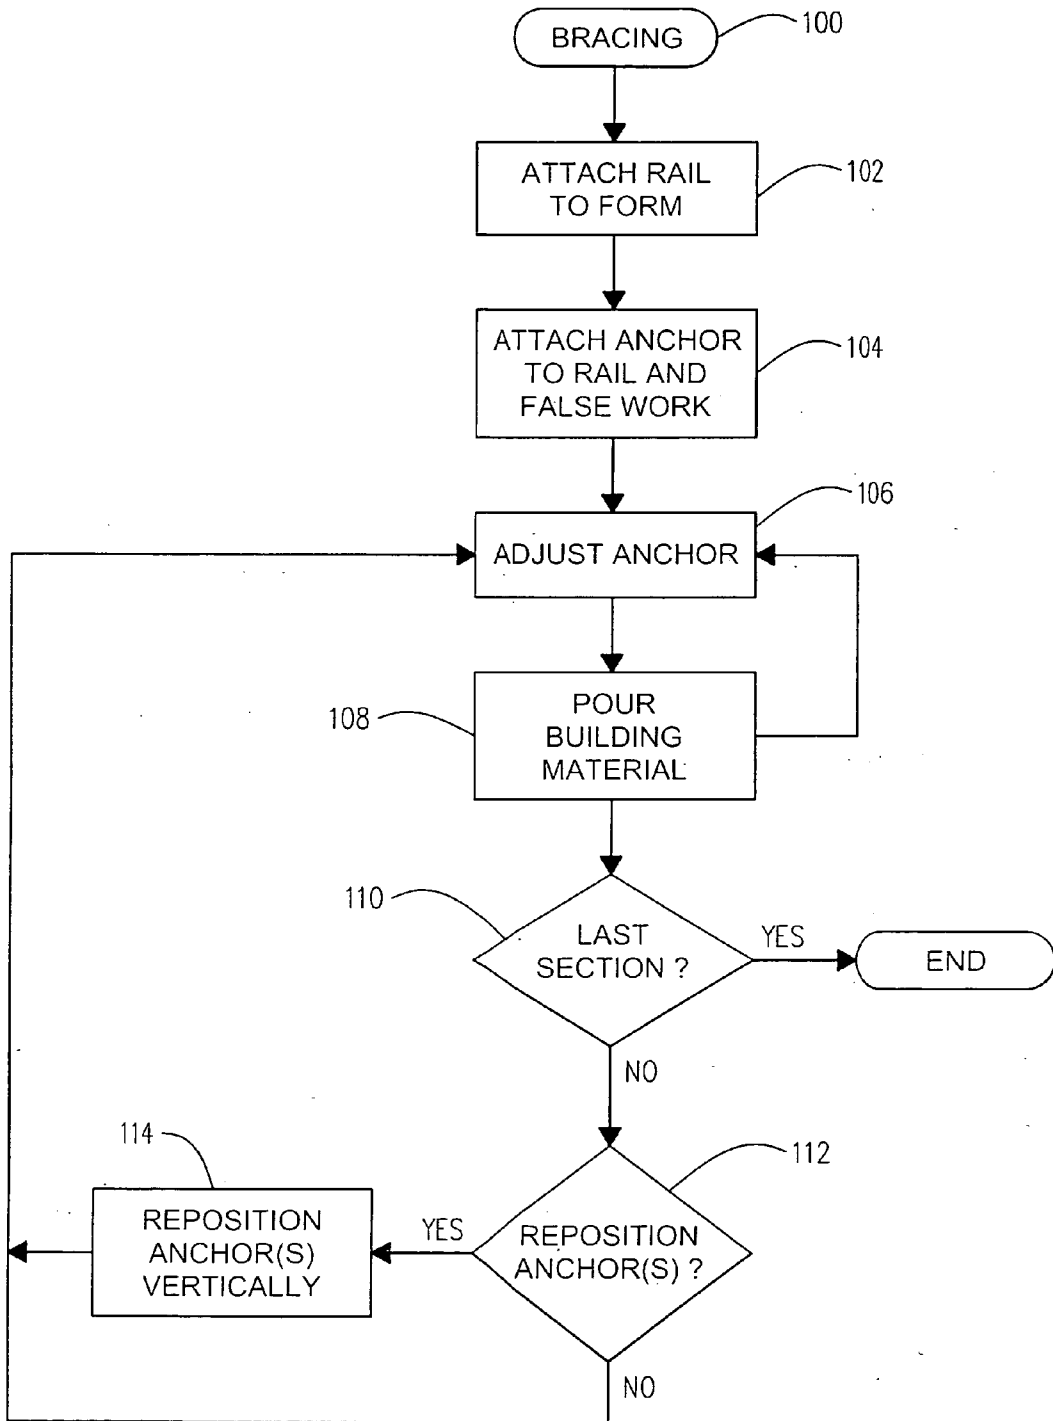 BRACING
100
ATTACH RAIL
TO FORM
102
ATTACH ANCHOR
TO RAIL AND
FALSE WORK
104
106
ADJUST ANCHOR
108
POUR
BUILDING
MATERIAL
110
LAST
SECTION ?
YES
END
NO
114
112
REPOSITION
ANCHOR(S)
VERTICALLY
YES
REPOSITION
ANCHOR(S) ?
NO